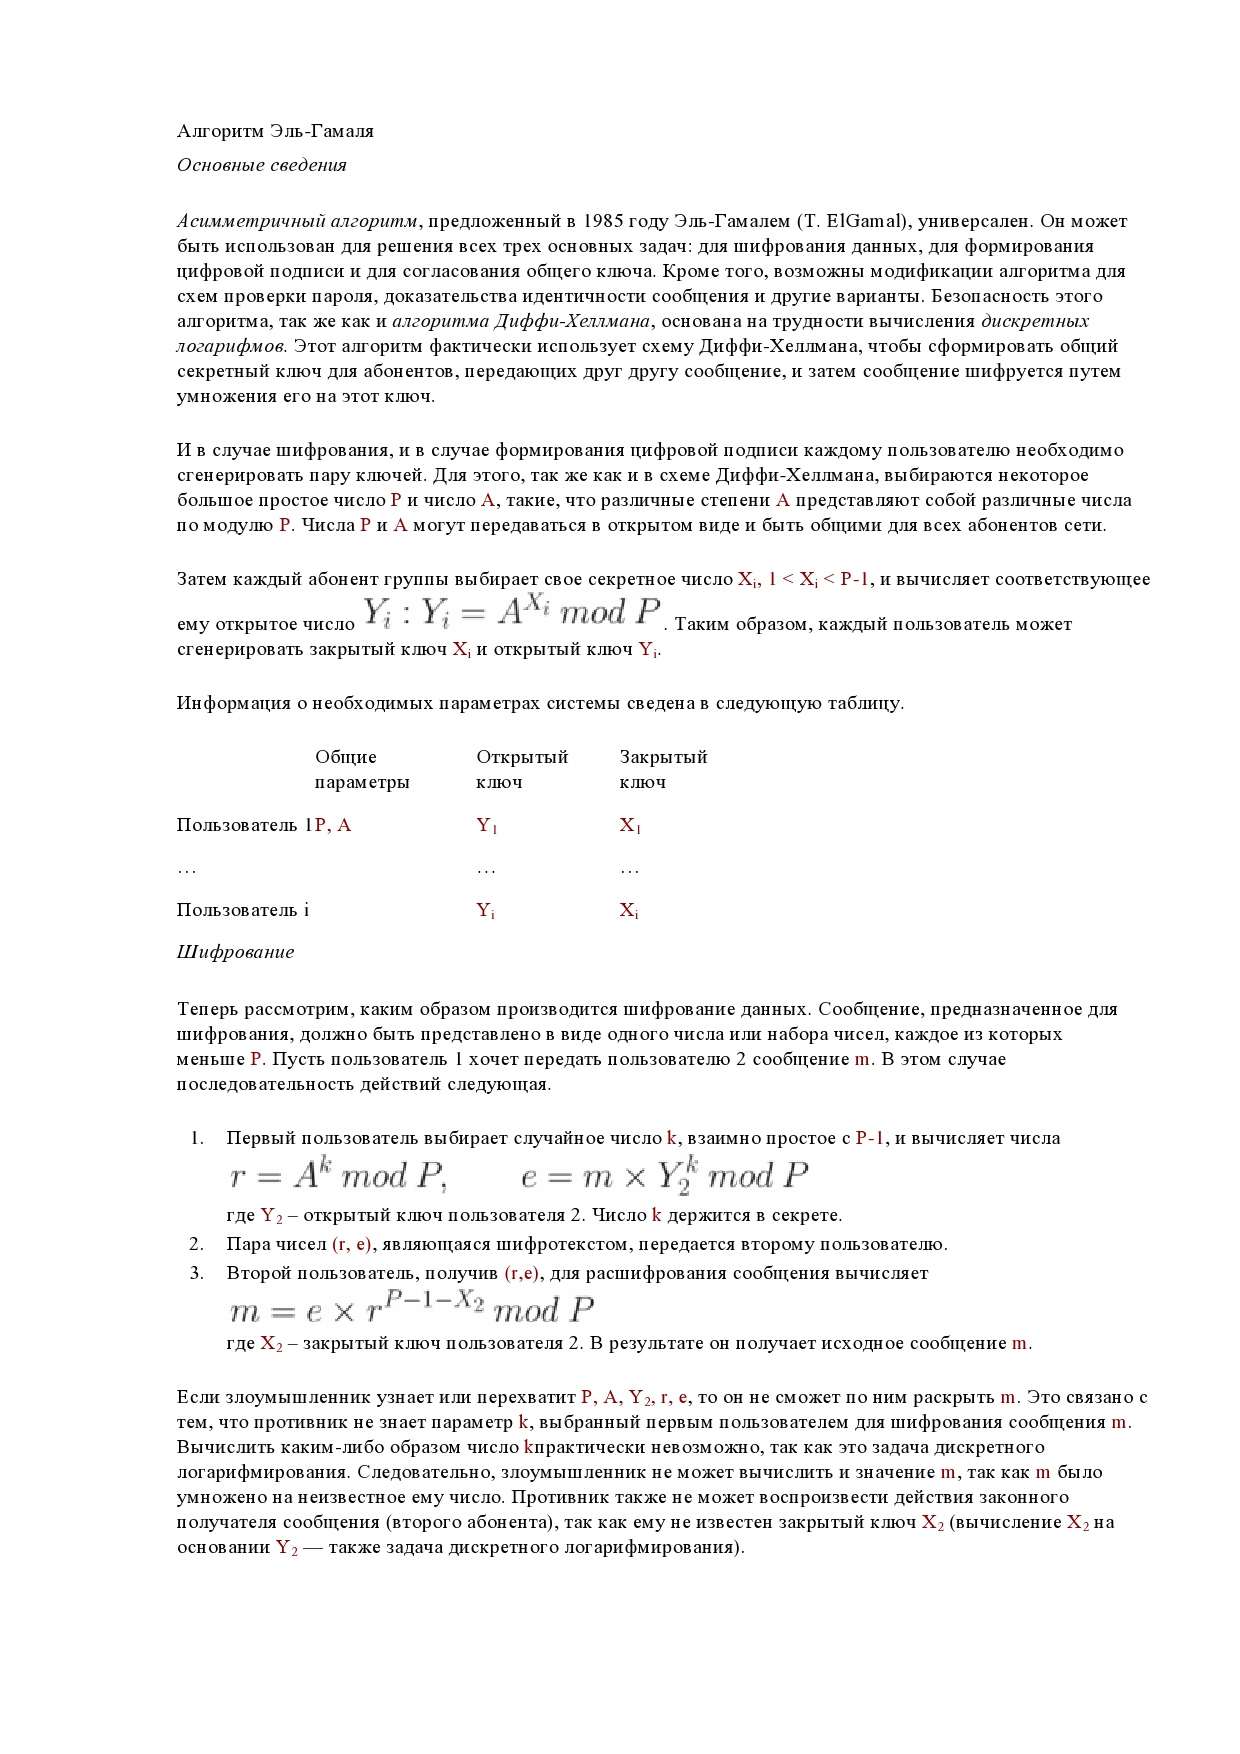 Алгоритм Эль-Гамаля
Основные сведения
Асимметричный алгоритм, предложенный в 1985 году Эль-Гамалем (T. ElGamal), универсален. Он может
быть использован для решения всех трех основных задач: для шифрования данных, для формирования
цифровой подписи и для согласования общего ключа. Кроме того, возможны модификации алгоритма для
схем проверки пароля, доказательства идентичности сообщения и другие варианты. Безопасность этого
алгоритма, так же как и алгоритма Диффи-Хеллмана, основана на трудности вычисления дискретных
логарифмов. Этот алгоритм фактически использует схему Диффи-Хеллмана, чтобы сформировать общий
секретный ключ для абонентов, передающих друг другу сообщение, и затем сообщение шифруется путем
умножения его на этот ключ.
И в случае шифрования, и в случае формирования цифровой подписи каждому пользователю необходимо
сгенерировать пару ключей. Для этого, так же как и в схеме Диффи-Хеллмана, выбираются некоторое
большое простое число P и число A, такие, что различные степени A представляют собой различные числа
по модулю P. Числа P и A могут передаваться в открытом виде и быть общими для всех абонентов сети.
Затем каждый абонент группы выбирает свое секретное число Xi, 1 < Xi < P-1, и вычисляет соответствующее
ему открытое число Y_i : Y_i = A^{X_i} mod P. Таким образом, каждый пользователь может
сгенерировать закрытый ключ Xi и открытый ключ Yi.
Информация о необходимых параметрах системы сведена в следующую таблицу.
Общие параметры Открытый ключ Закрытый ключ
Пользователь 1 P, A Y1 X1
… … …
Пользователь i Yi Xi
Шифрование
Теперь рассмотрим, каким образом производится шифрование данных. Сообщение, предназначенное для
шифрования, должно быть представлено в виде одного числа или набора чисел, каждое из которых
меньше P. Пусть пользователь 1 хочет передать пользователю 2 сообщение m. В этом случае
последовательность действий следующая.
1. Первый пользователь выбирает случайное число k, взаимно простое с P-1, и вычисляет числа
r = A^k mod P, e = m × Y_2^k mod P
где Y2 – открытый ключ пользователя 2. Число k держится в секрете.
2. Пара чисел (r, e), являющаяся шифротекстом, передается второму пользователю.
3. Второй пользователь, получив (r,e), для расшифрования сообщения вычисляет
m = e × r^{P-1-X_2} mod P
где X2 – закрытый ключ пользователя 2. В результате он получает исходное сообщение m.
Если злоумышленник узнает или перехватит P, A, Y2, r, e, то он не сможет по ним раскрыть m. Это связано с
тем, что противник не знает параметр k, выбранный первым пользователем для шифрования сообщения m.
Вычислить каким-либо образом число kпрактически невозможно, так как это задача дискретного
логарифмирования. Следовательно, злоумышленник не может вычислить и значение m, так как m было
умножено на неизвестное ему число. Противник также не может воспроизвести действия законного
получателя сообщения (второго абонента), так как ему не известен закрытый ключ X2 (вычисление X2 на
основании Y2 — также задача дискретного логарифмирования).